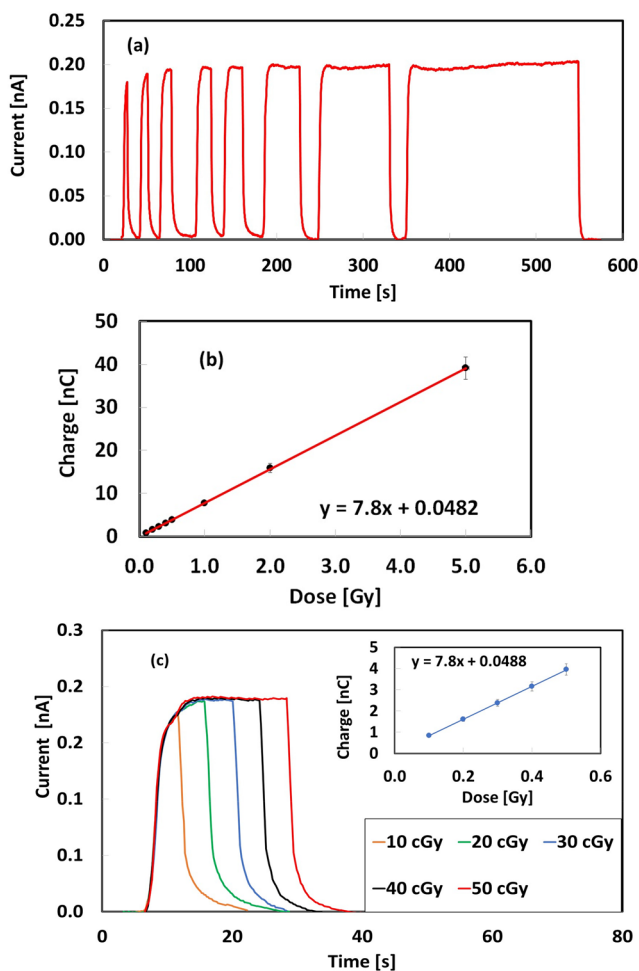 (a)
Current [nA]
0.20
0.15
0.10
0.05
0.00
0 100 200 300 400 500 600
Time [s]
50
(b)
40
30
20
10
0
Charge [nC]
y = 7.8x + 0.0482
0.0 1.0 2.0 3.0 4.0 5.0 6.0
Dose [Gy]
0.3
(c)
0.2
0.2
0.1
0.1
0.0
Current [nA]
5
4
3
2
1
0
Charge [nC]
y = 7.8x + 0.0488
0.0 0.2 0.4 0.6
Dose [Gy]
10 cGy 20 cGy 30 cGy
40 cGy 50 cGy
0 20 40 60 80
Time [s]